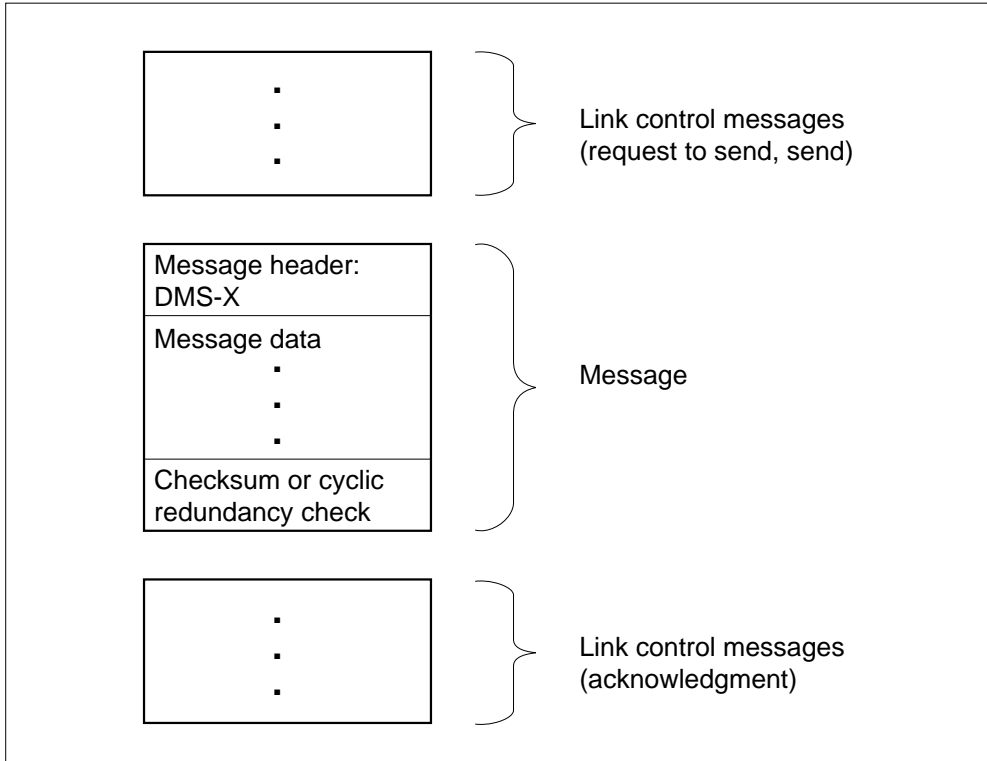 Link control messages
(request to send, send)
Message header:
DMS-X
Message data
Message
Checksum or cyclic
redundancy check
Link control messages
(acknowledgment)